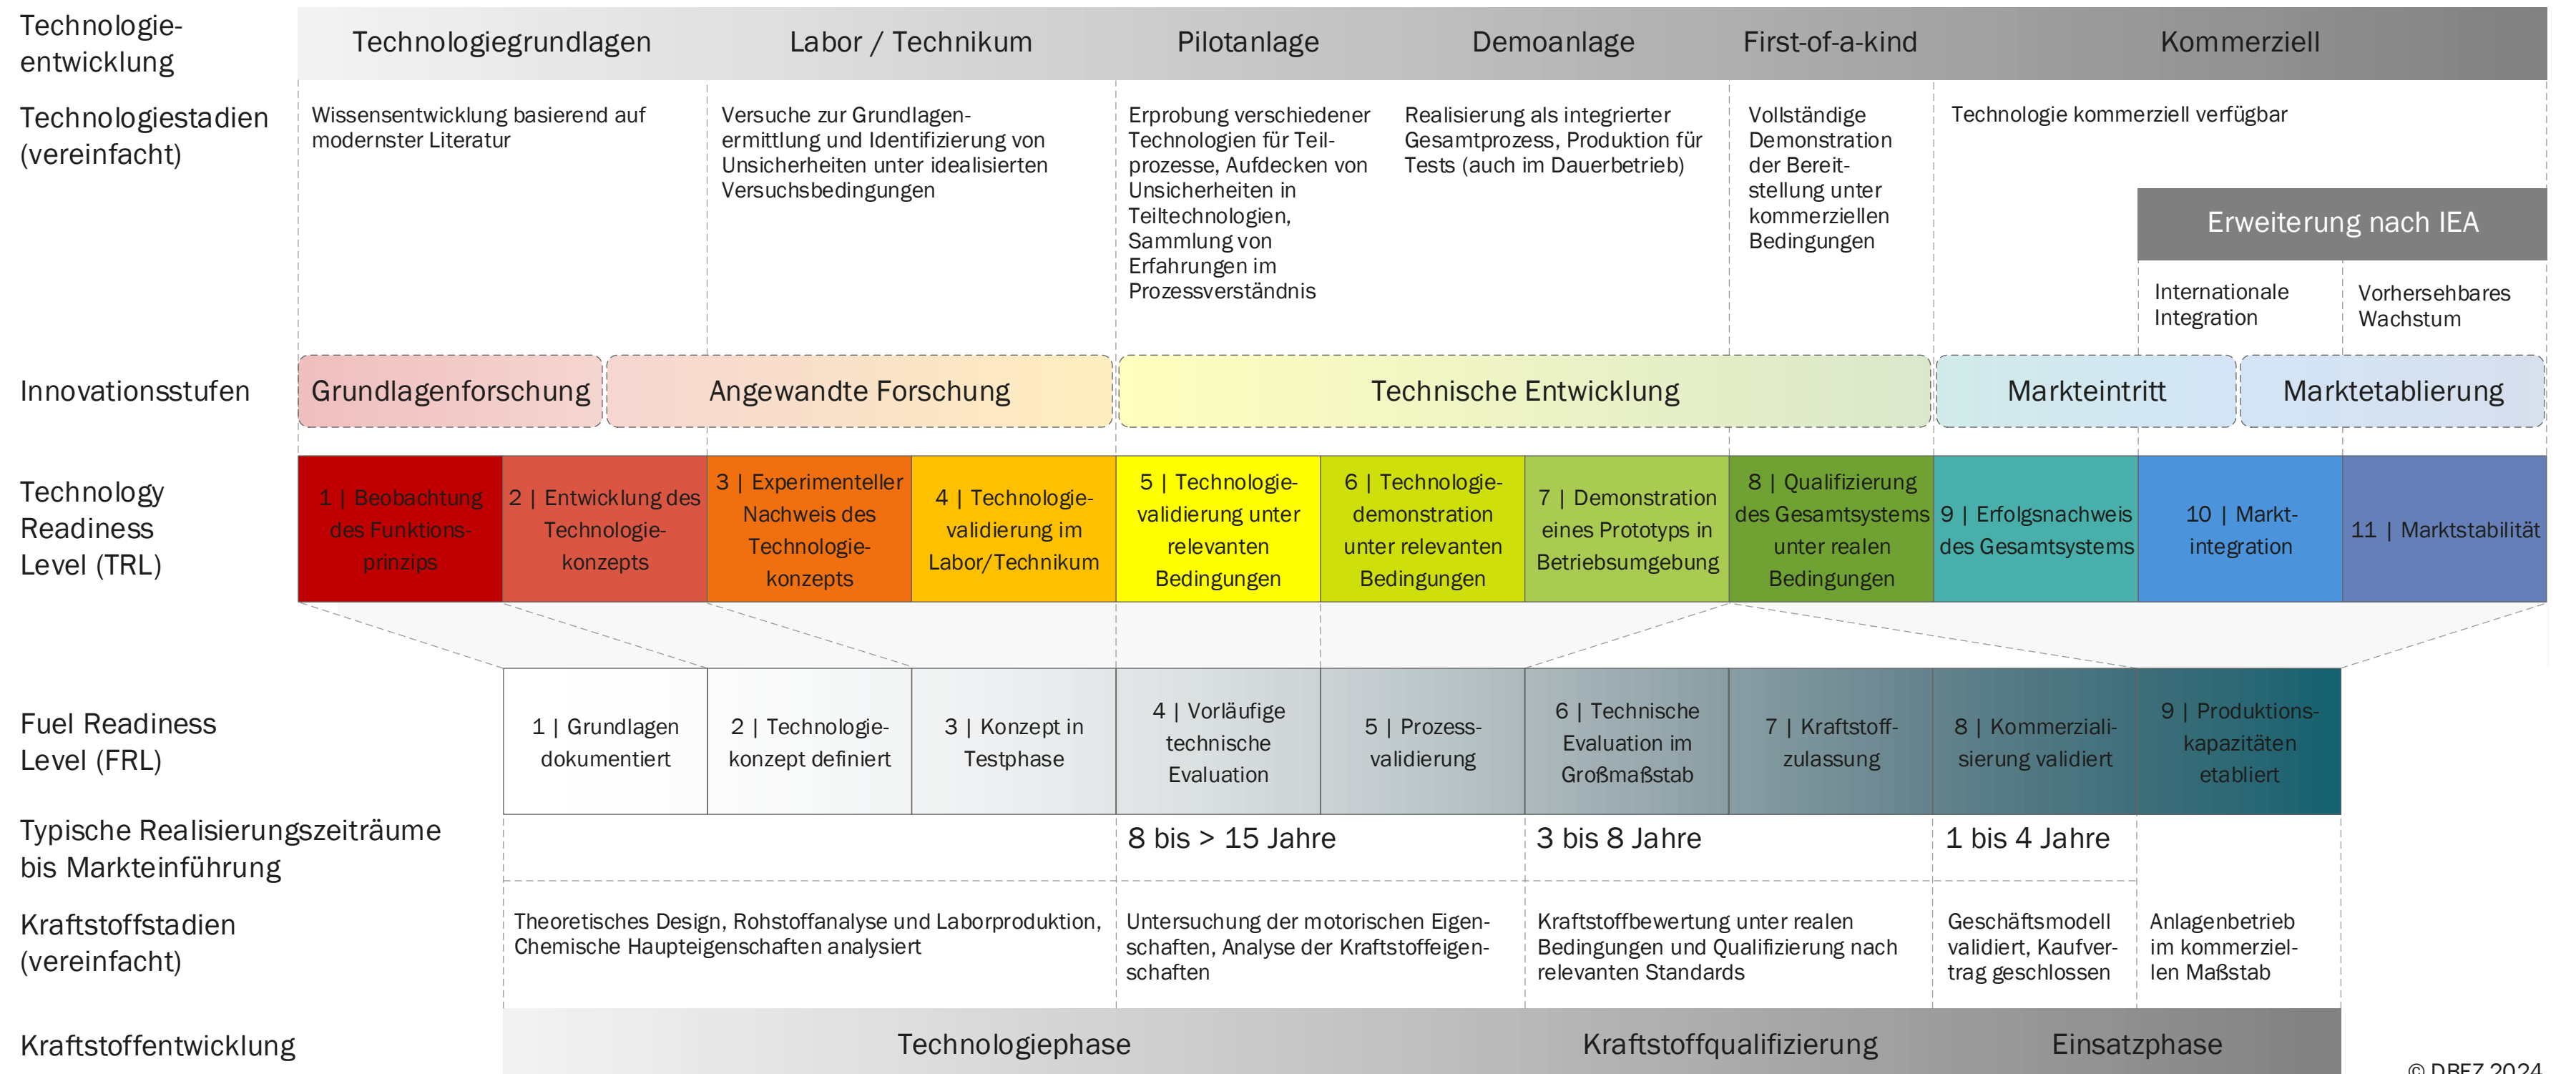 Technologie-
entwicklung
Technologiegrundlagen
Labor / Technikum
Pilotanlage
Demoanlage
First-of-a-kind
Kommerziell
Technologiestadien
(vereinfacht)
Wissensentwicklung basierend auf
modernster Literatur
Versuche zur Grundlagen-
ermittlung und Identifizierung von
Unsicherheiten unter idealisierten
Versuchsbedingungen
Erprobung verschiedener
Technologien für Teil-
prozesse, Aufdecken von
Unsicherheiten in
Teiltechnologien,
Sammlung von
Erfahrungen im
Prozessverständnis
Realisierung als integrierter
Gesamtprozess, Produktion für
Tests (auch im Dauerbetrieb)
Vollständige
Demonstration
der Bereit-
stellung unter
kommerziellen
Bedingungen
Technologie kommerziell verfügbar
Erweiterung nach IEA
Internationale
Integration
Vorhersehbares
Wachstum
Innovationsstufen
Grundlagenforschung
Angewandte Forschung
Technische Entwicklung
Markteintritt
Marktetablierung
Technology
Readiness
Level (TRL)
1 | Beobachtung
des Funktions-
prinzips
2 | Entwicklung des
Technologie-
konzepts
3 | Experimenteller
Nachweis des
Technologie-
konzepts
4 | Technologie-
validierung im
Labor/Technikum
5 | Technologie-
validierung unter
relevanten
Bedingungen
6 | Technologie-
demonstration
unter relevanten
Bedingungen
7 | Demonstration
eines Prototyps in
Betriebsumgebung
8 | Qualifizierung
des Gesamtsystems
unter realen
Bedingungen
9 | Erfolgsnachweis
des Gesamtsystems
10 | Markt-
integration
11 | Marktstabilität
Fuel Readiness
Level (FRL)
1 | Grundlagen
dokumentiert
2 | Technologie-
konzept definiert
3 | Konzept in
Testphase
4 | Vorläufige
technische
Evaluation
5 | Prozess-
validierung
6 | Technische
Evaluation im
Großmaßstab
7 | Kraftstoff-
zulassung
8 | Kommerziali-
sierung validiert
9 | Produktions-
kapazitäten
etabliert
Typische Realisierungszeiträume
bis Markteinführung
8 bis > 15 Jahre
3 bis 8 Jahre
1 bis 4 Jahre
Kraftstoffstadien
(vereinfacht)
Theoretisches Design, Rohstoffanalyse und Laborproduktion,
Chemische Haupteigenschaften analysiert
Untersuchung der motorischen Eigen-
schaften, Analyse der Kraftstoffeigen-
schaften
Kraftstoffbewertung unter realen
Bedingungen und Qualifizierung nach
relevanten Standards
Geschäftsmodell
validiert, Kaufver-
trag geschlossen
Anlagenbetrieb
im kommerziel-
len Maßstab
Kraftstoffentwicklung
Technologiephase
Kraftstoffqualifizierung
Einsatzphase
© DBFZ 2024